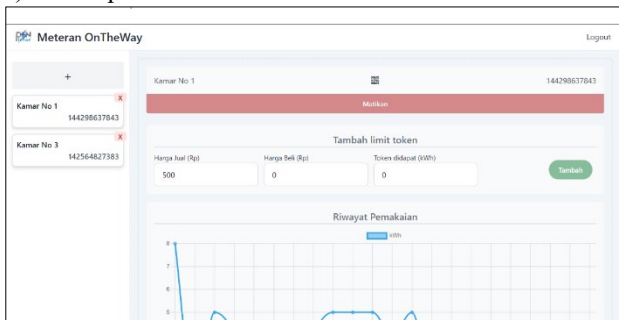 Meteran OnTheWay
Logout
+
Kamar No 1
X
144298637843
Kamar No 3
X
142564827383
Kamar No 1
144298637843
Matikan
Tambah limit token
Harga Jual (Rp)
Harga Beli (Rp)
Token didapat (kWh)
500
0
0
Tambah
Riwayat Pemakaian
kWh
8
7
6
5